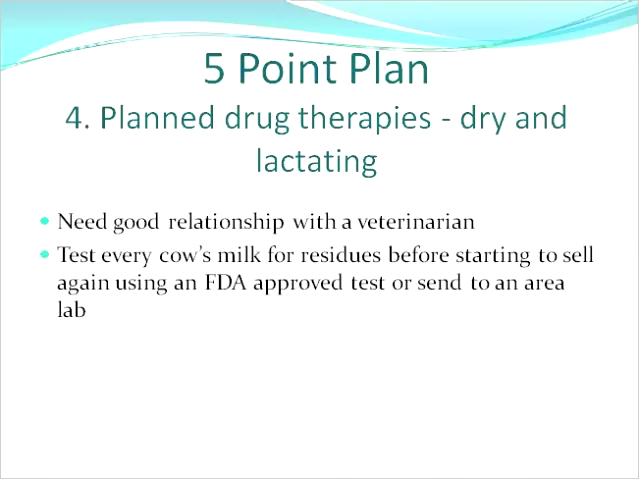 5 Point Plan
4. Planned drug therapies - dry and
lactating
Need good relationship with a veterinarian
Test every cow's milk for residues before starting to sell
again using an FDA approved test or send to an area
lab